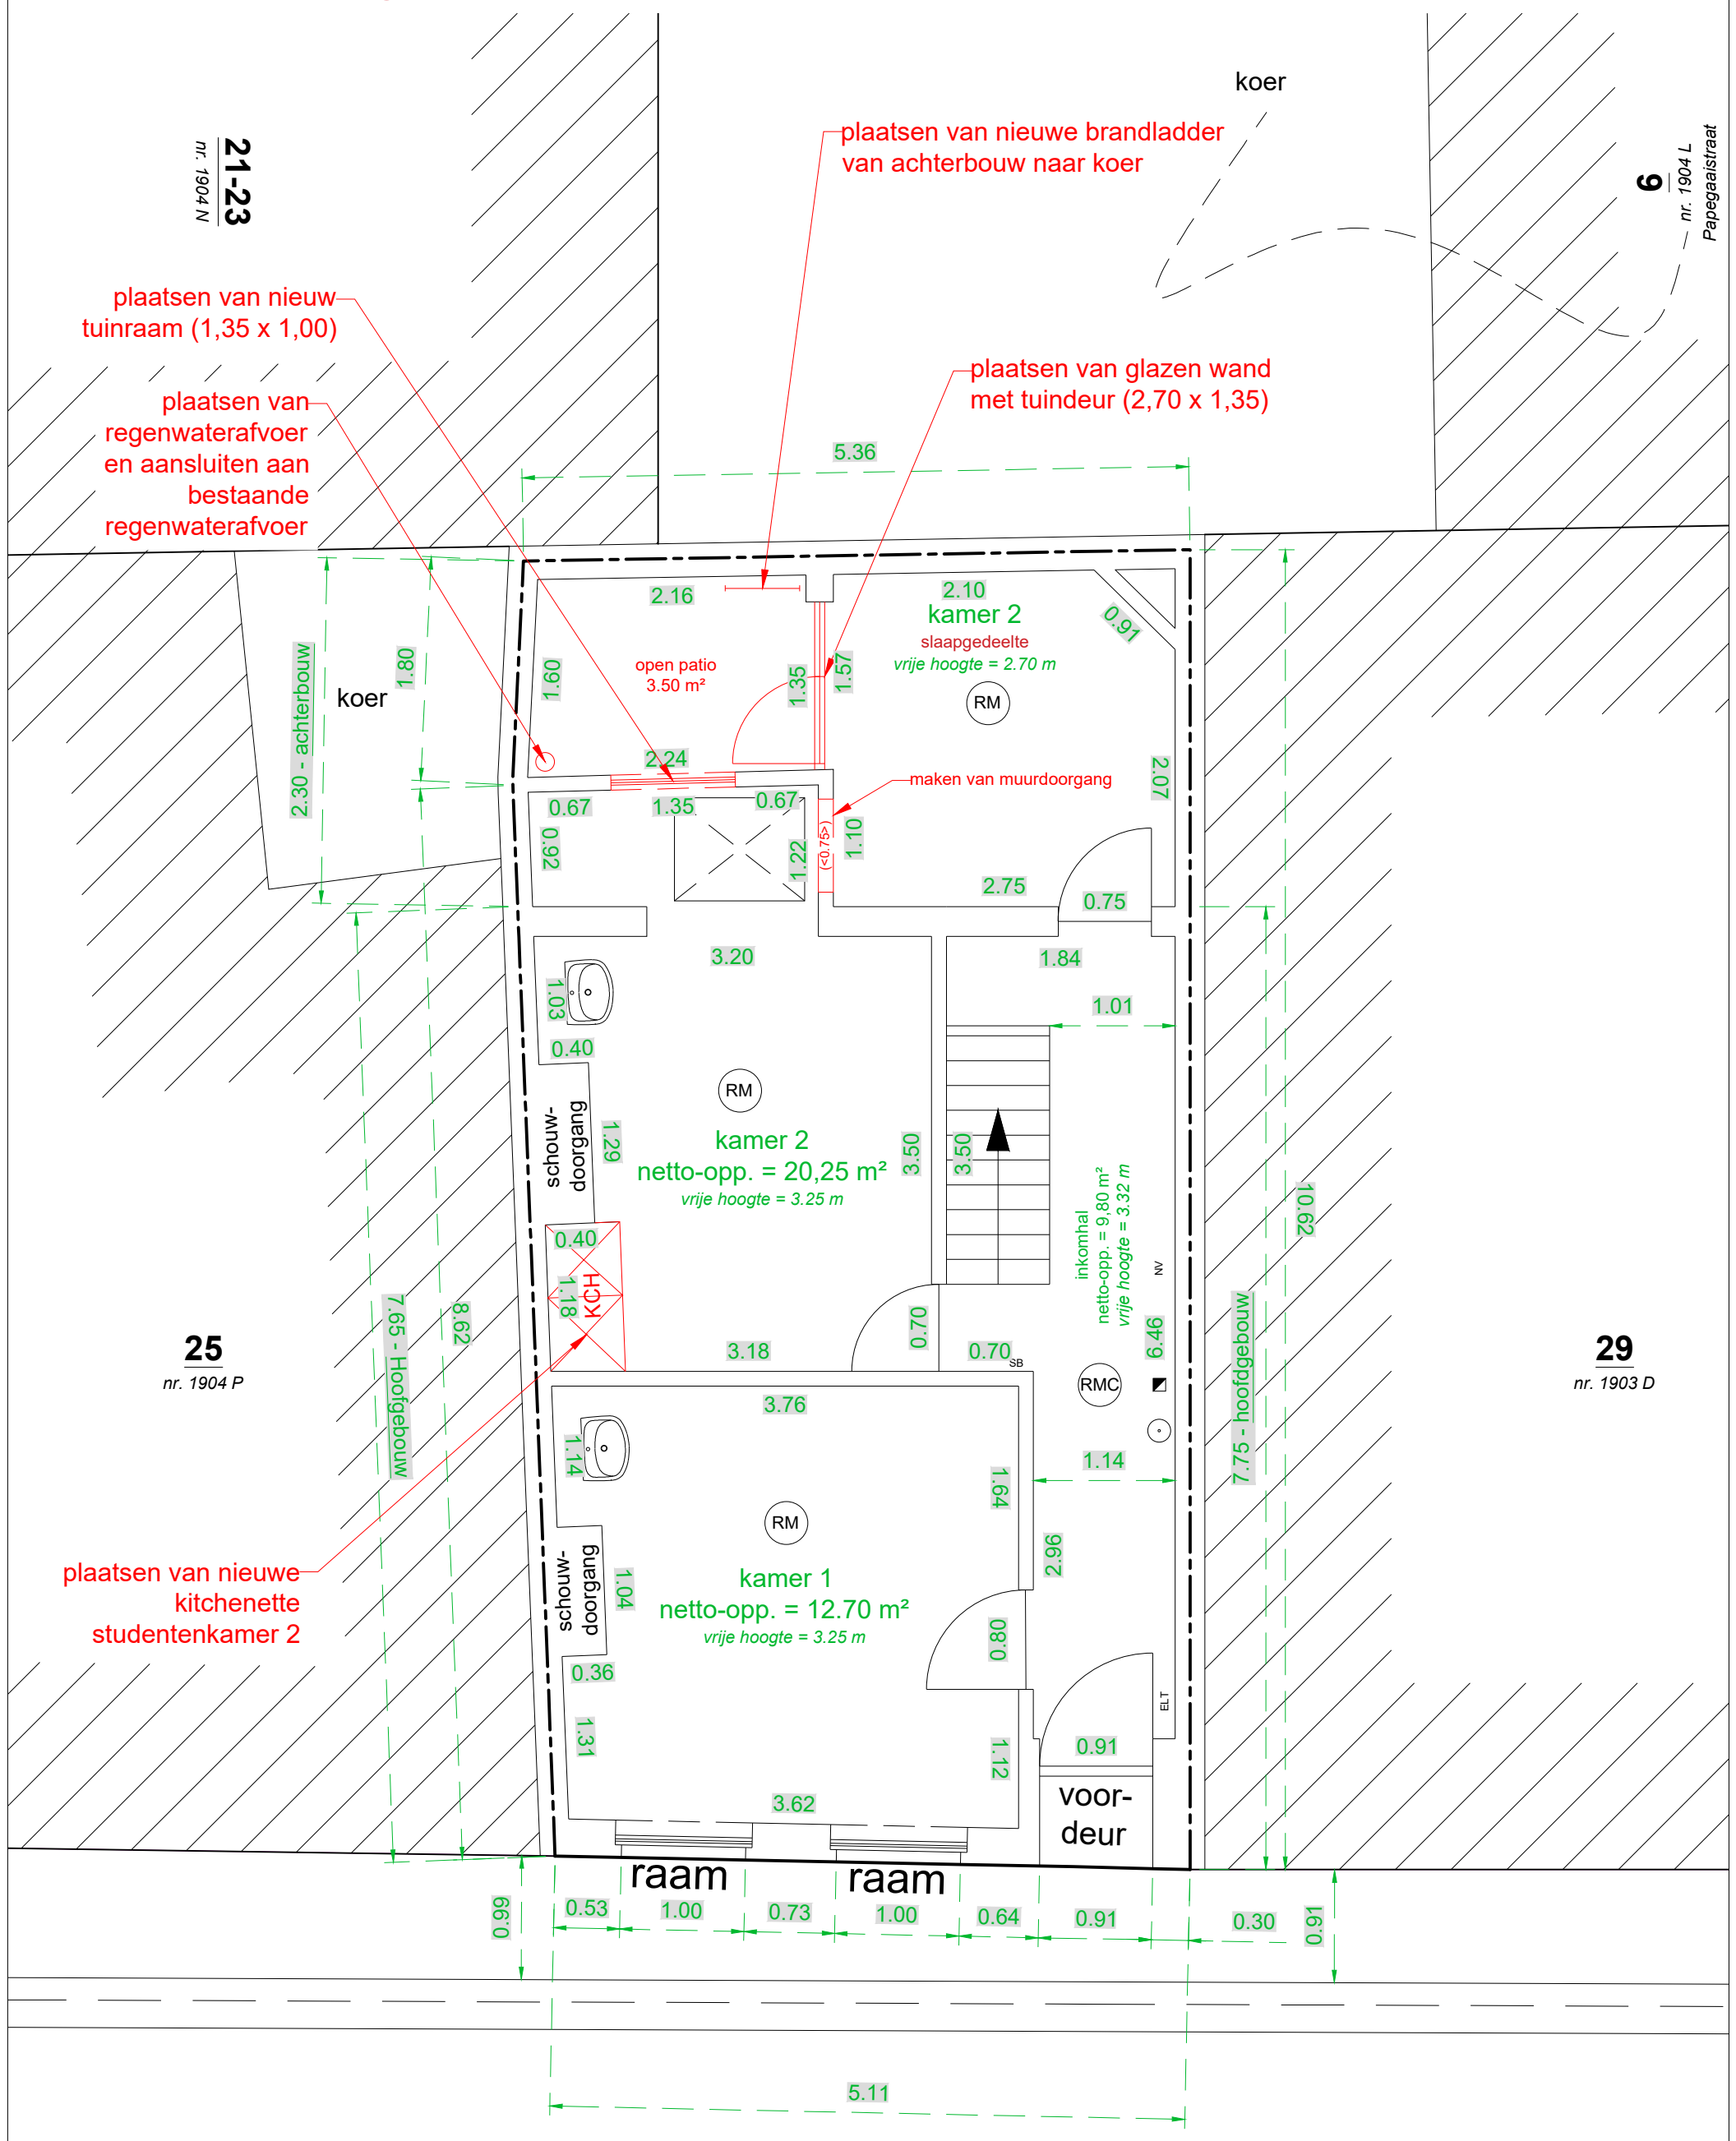 koer
plaatsen van nieuwe brandladder
van achterbouw naar koer
21-23
nr. 1904 N
9
nr. 1904 L
Papegaaistraat
plaatsen van nieuw
tuinraam (1,35 x 1,00)
plaatsen van glazen wand
met tuindeur (2,70 x 1,35)
plaatsen van
regenwaterafvoer
en aansluiten aan
bestaande
regenwaterafvoer
5.36
2.16
2.10
kamer 2
slaapgedeelte
vrije hoogte = 2.70 m
0.91
RM
2.30 - achterbouw
1.80
koer
1.60
open patio
3.50 m²
1.35
1.57
2.24
maken van muurdoorgang
2.07
0.67
1.35
0.67
0.92
1.22
(<0.75>)
1.10
2.75
0.75
3.20
1.84
1.03
1.01
0.40
RM
schouw-
doorgang
1.29
kamer 2
netto-opp. = 20,25 m²
vrije hoogte = 3.25 m
3.50
3.50
inkomhal
netto-opp. = 9,80 m²
vrije hoogte = 3.32 m
10.62
0.40
KCH
1.18
NV
7.65 - Hoofgebouw
8.62
0.70
6.46
7.75 - hoofdgebouw
25
nr. 1904 P
3.18
0.70
SB
29
nr. 1903 D
RMC
3.76
1.14
1.14
1.64
RM
schouw-
doorgang
1.04
2.96
plaatsen van nieuwe
kitchenette
studentenkamer 2
kamer 1
netto-opp. = 12.70 m²
vrije hoogte = 3.25 m
0.80
0.36
ELT
1.31
1.12
0.91
3.62
voor-
deur
raam
raam
0.99
0.53
1.00
0.73
1.00
0.64
0.91
0.30
0.91
5.11